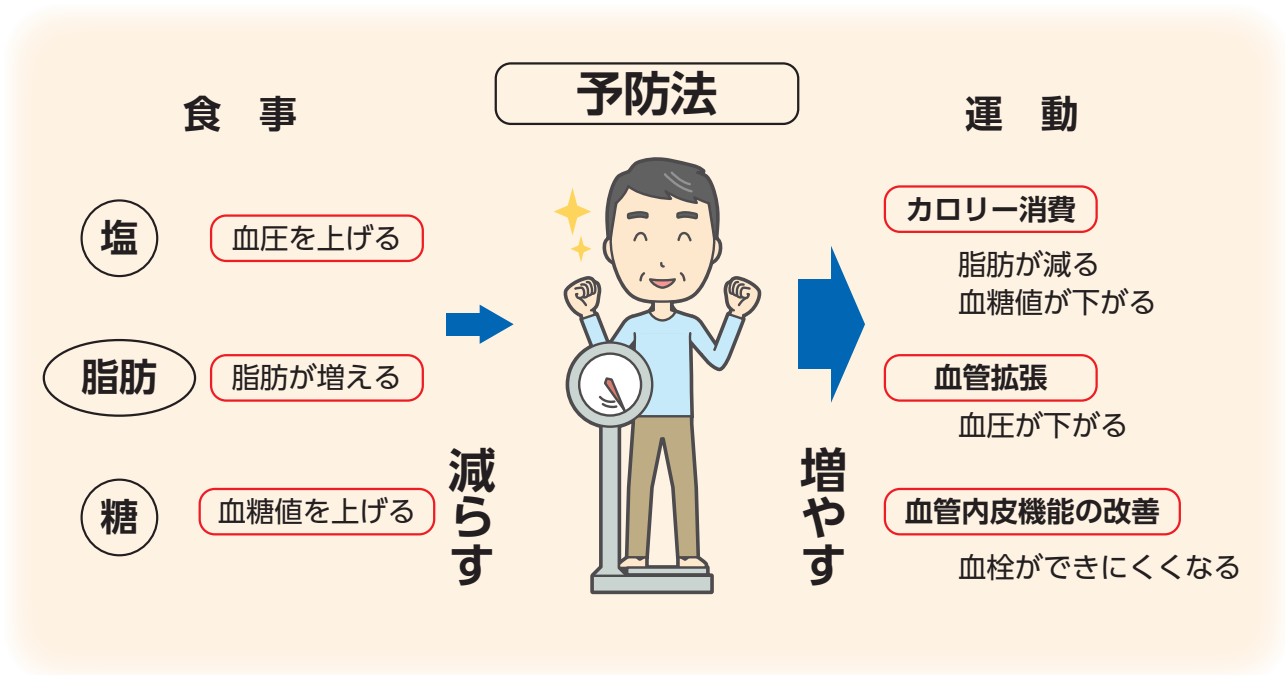 予防法
食 事
塩
血圧を上げる
脂肪
脂肪が増える
糖
血糖値を上げる
減らす
増やす
運 動
カロリー消費
脂肪が減る
血糖値が下がる
血管拡張
血圧が下がる
血管内皮機能の改善
血栓ができにくくなる